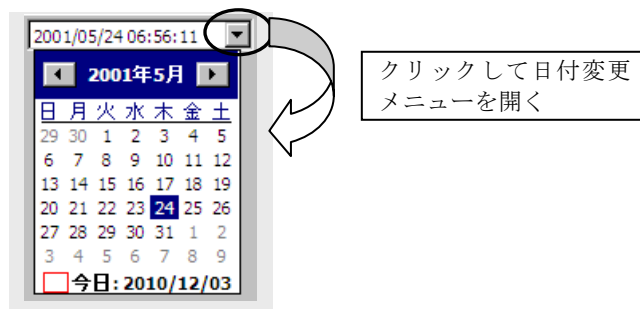 2001/05/24 06:56:11
2001年5月
日 月 火 水 木 金 土
29 30 1 2 3 4 5
6 7 8 9 10 11 12
13 14 15 16 17 18 19
20 21 22 23 24 25 26
27 28 29 30 31 1 2
3 4 5 6 7 8 9
今日: 2010/12/03
クリックして日付変更
メニューを開く